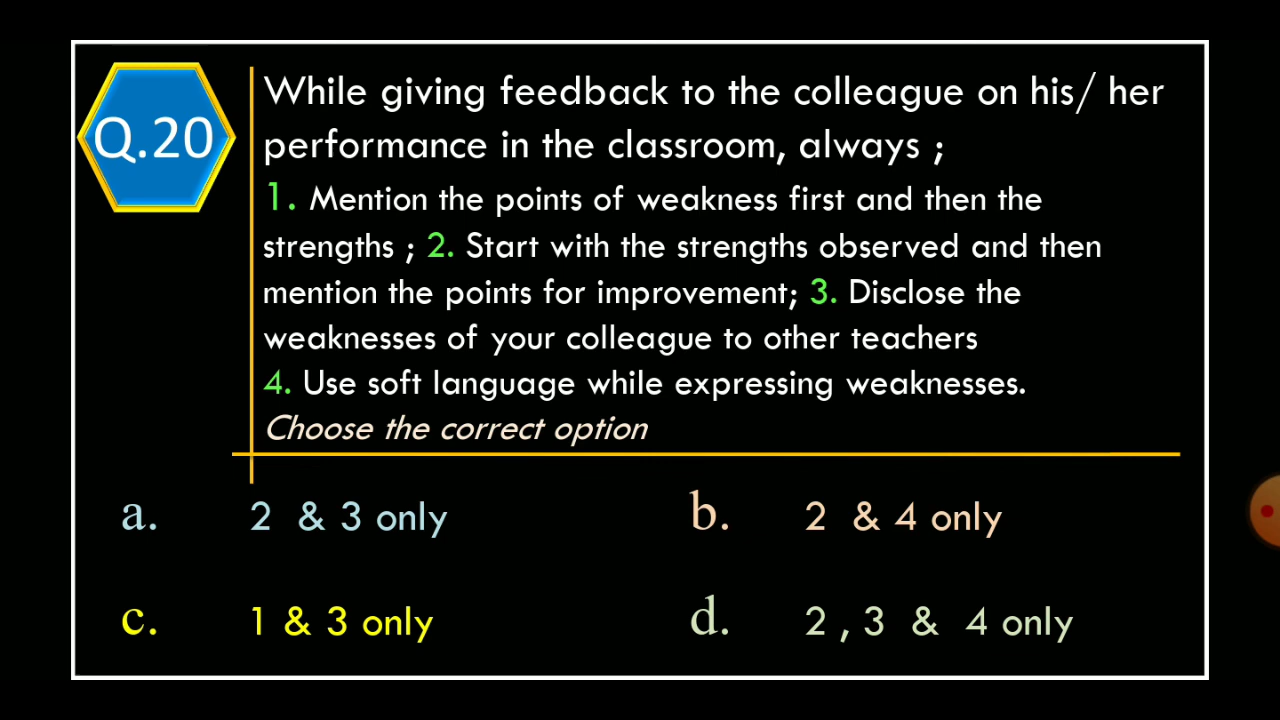 Q.20
While giving feedback to the colleague on his/ her
performance in the classroom, always ;
1. Mention the points of weakness first and then the
strengths ; 2. Start with the strengths observed and then
mention the points for improvement; 3. Disclose the
weaknesses of your colleague to other teachers
4. Use soft language while expressing weaknesses.
Choose the correct option
a. 2 & 3 only
b. 2 & 4 only
c. 1 & 3 only
d. 2 , 3 & 4 only